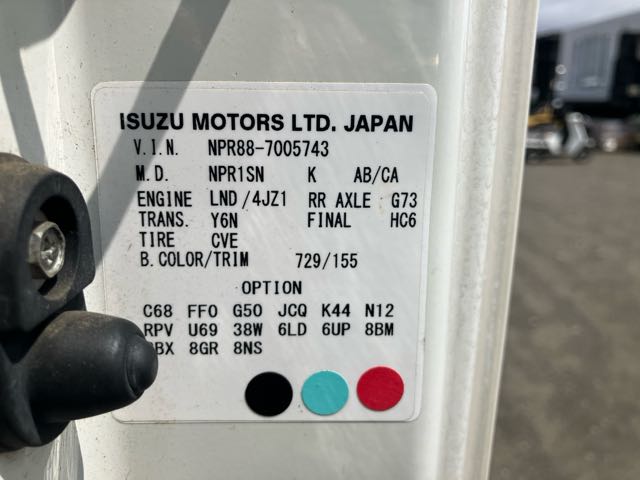 ISUZU MOTORS LTD. JAPAN
V.I.N. NPR88-7005743
M.D. NPR1SN K AB/CA
ENGINE LND/4JZ1 RR AXLE G73
TRANS. Y6N FINAL HC6
TIRE CVE
B.COLOR/TRIM 729/155
OPTION
C68 FF0 G50 JCQ K44 N12
RPV U69 38W 6LD 6UP 8BM
8GR 8NS